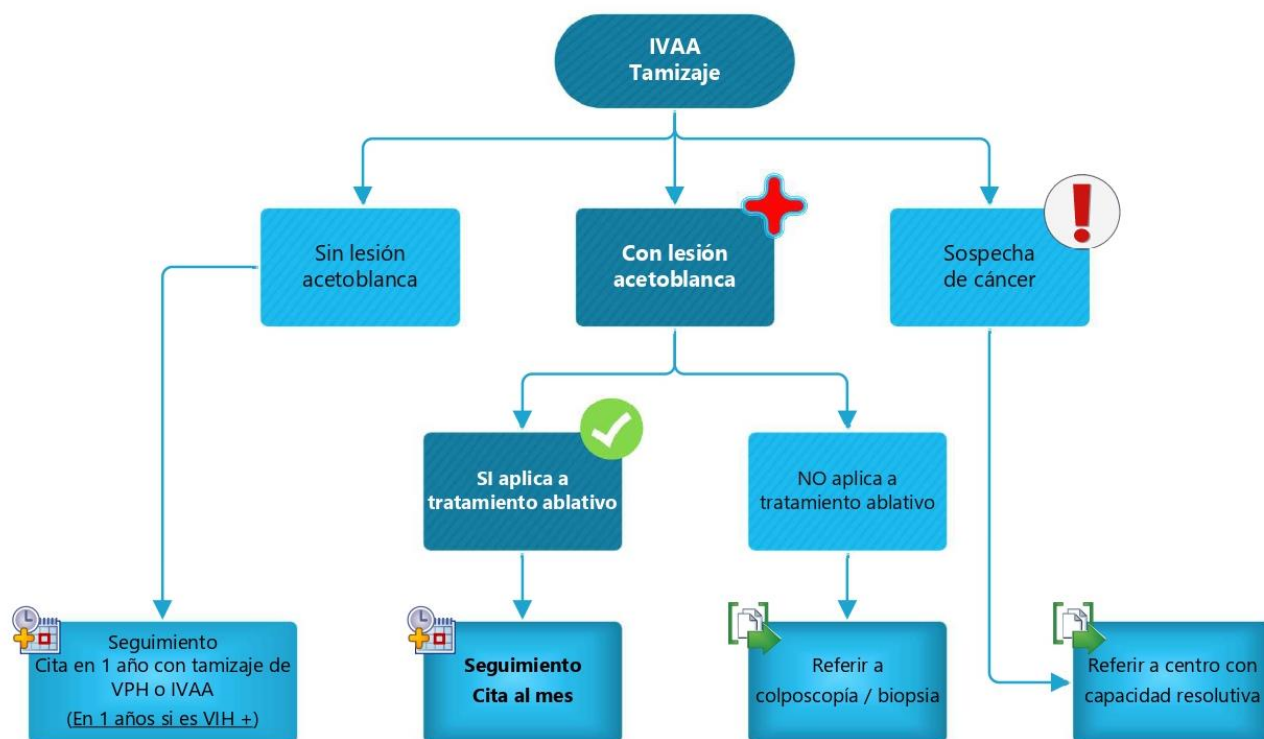 IVAA
Tamizaje
Sin lesión
acetoblanca
Con lesión
acetoblanca
Sospecha
de cáncer
SI aplica a
tratamiento ablativo
NO aplica a
tratamiento ablativo
Seguimiento
Cita en 1 año con tamizaje de
VPH o IVAA
(En 1 años si es VIH +)
Seguimiento
Cita al mes
Referir a
colposcopía / biopsia
Referir a centro con
capacidad resolutiva